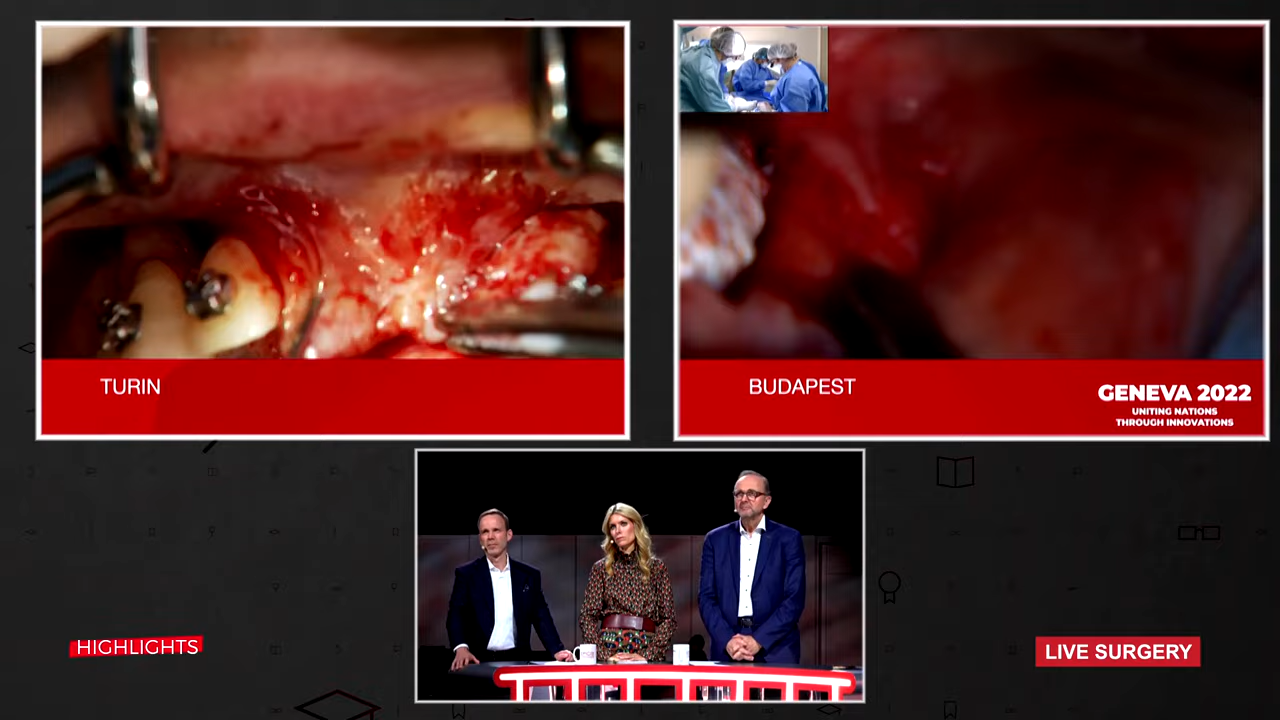 TURIN
BUDAPEST
GENEVA 2022
UNITING NATIONS
THROUGH INNOVATIONS
HIGHLIGHTS
LIVE SURGERY